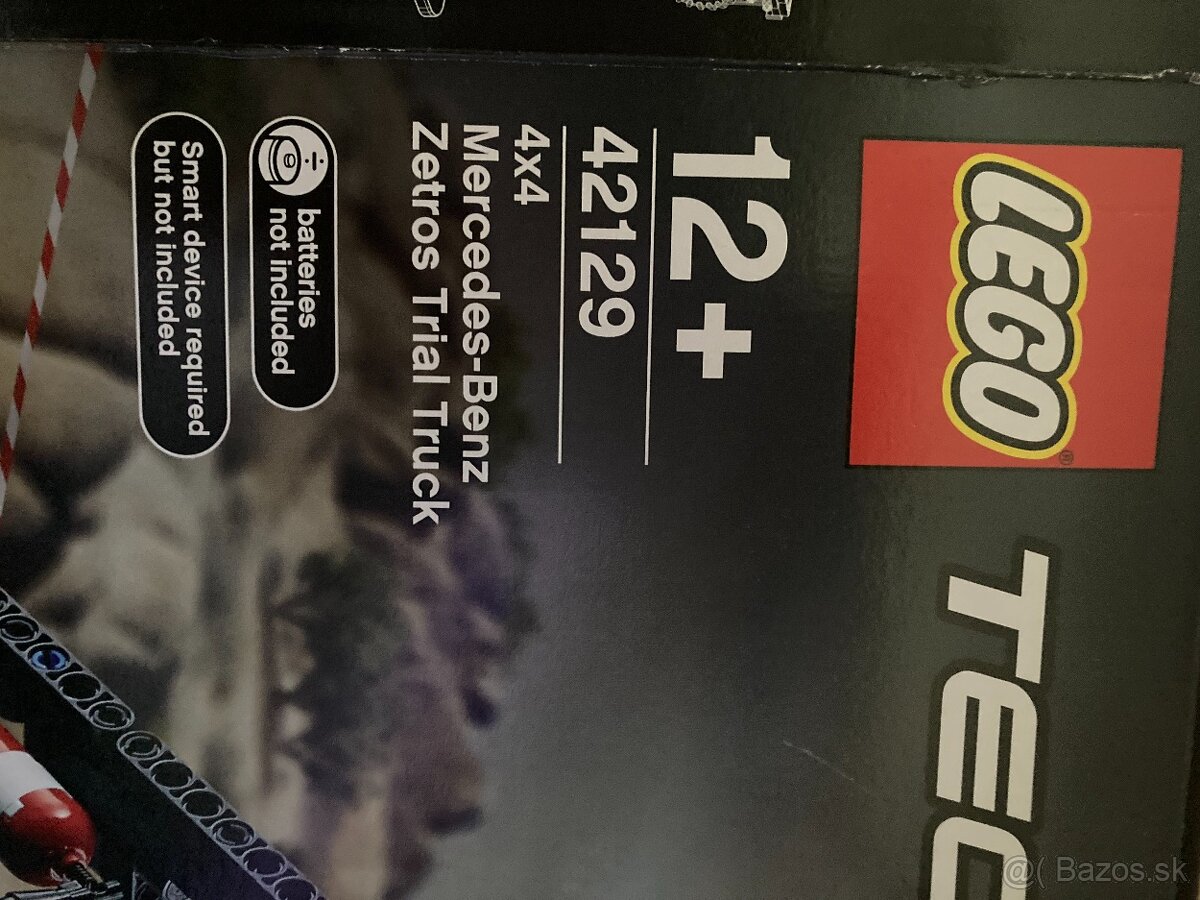 LEGO
TEC
12+
42129
4x4
Mercedes-Benz
Zetros Trial Truck
batteries
not included
Smart device required
but not included
@( Bazos.sk